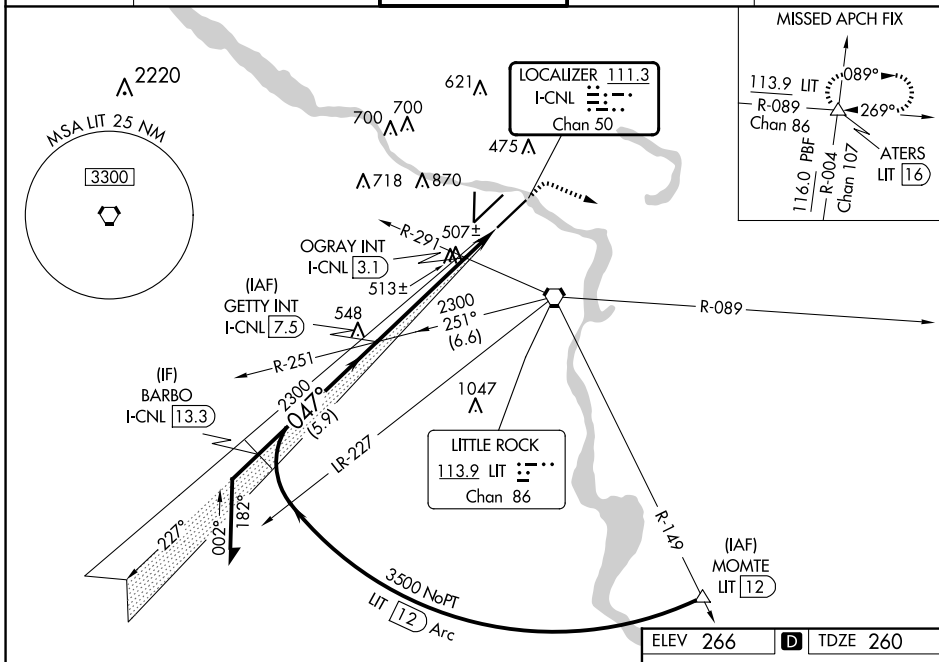 MISSED APCH FIX
089°
113.9 LIT
R-089
Chan 86
269°
ATERS
LIT 16
116.0 PBF
R-004
Chan 107
2220
MSA LIT 25 NM
3300
621
LOCALIZER 111.3
I-CNL
Chan 50
700
700
475
718
870
R-291
507±
OGRAY INT
I-CNL 3.1
513±
(IAF)
GETTY INT
I-CNL 7.5
548
2300
251°
(6.6)
R-089
R-251
(IF)
BARBO
I-CNL 13.3
2300
047°
(5.9)
1047
LR-227
LITTLE ROCK
113.9 LIT
Chan 86
R-149
227°
002°
182°
(IAF)
MOMTE
LIT 12
3500 NoPT
LIT 12 Arc
ELEV 266 D TDZE 260